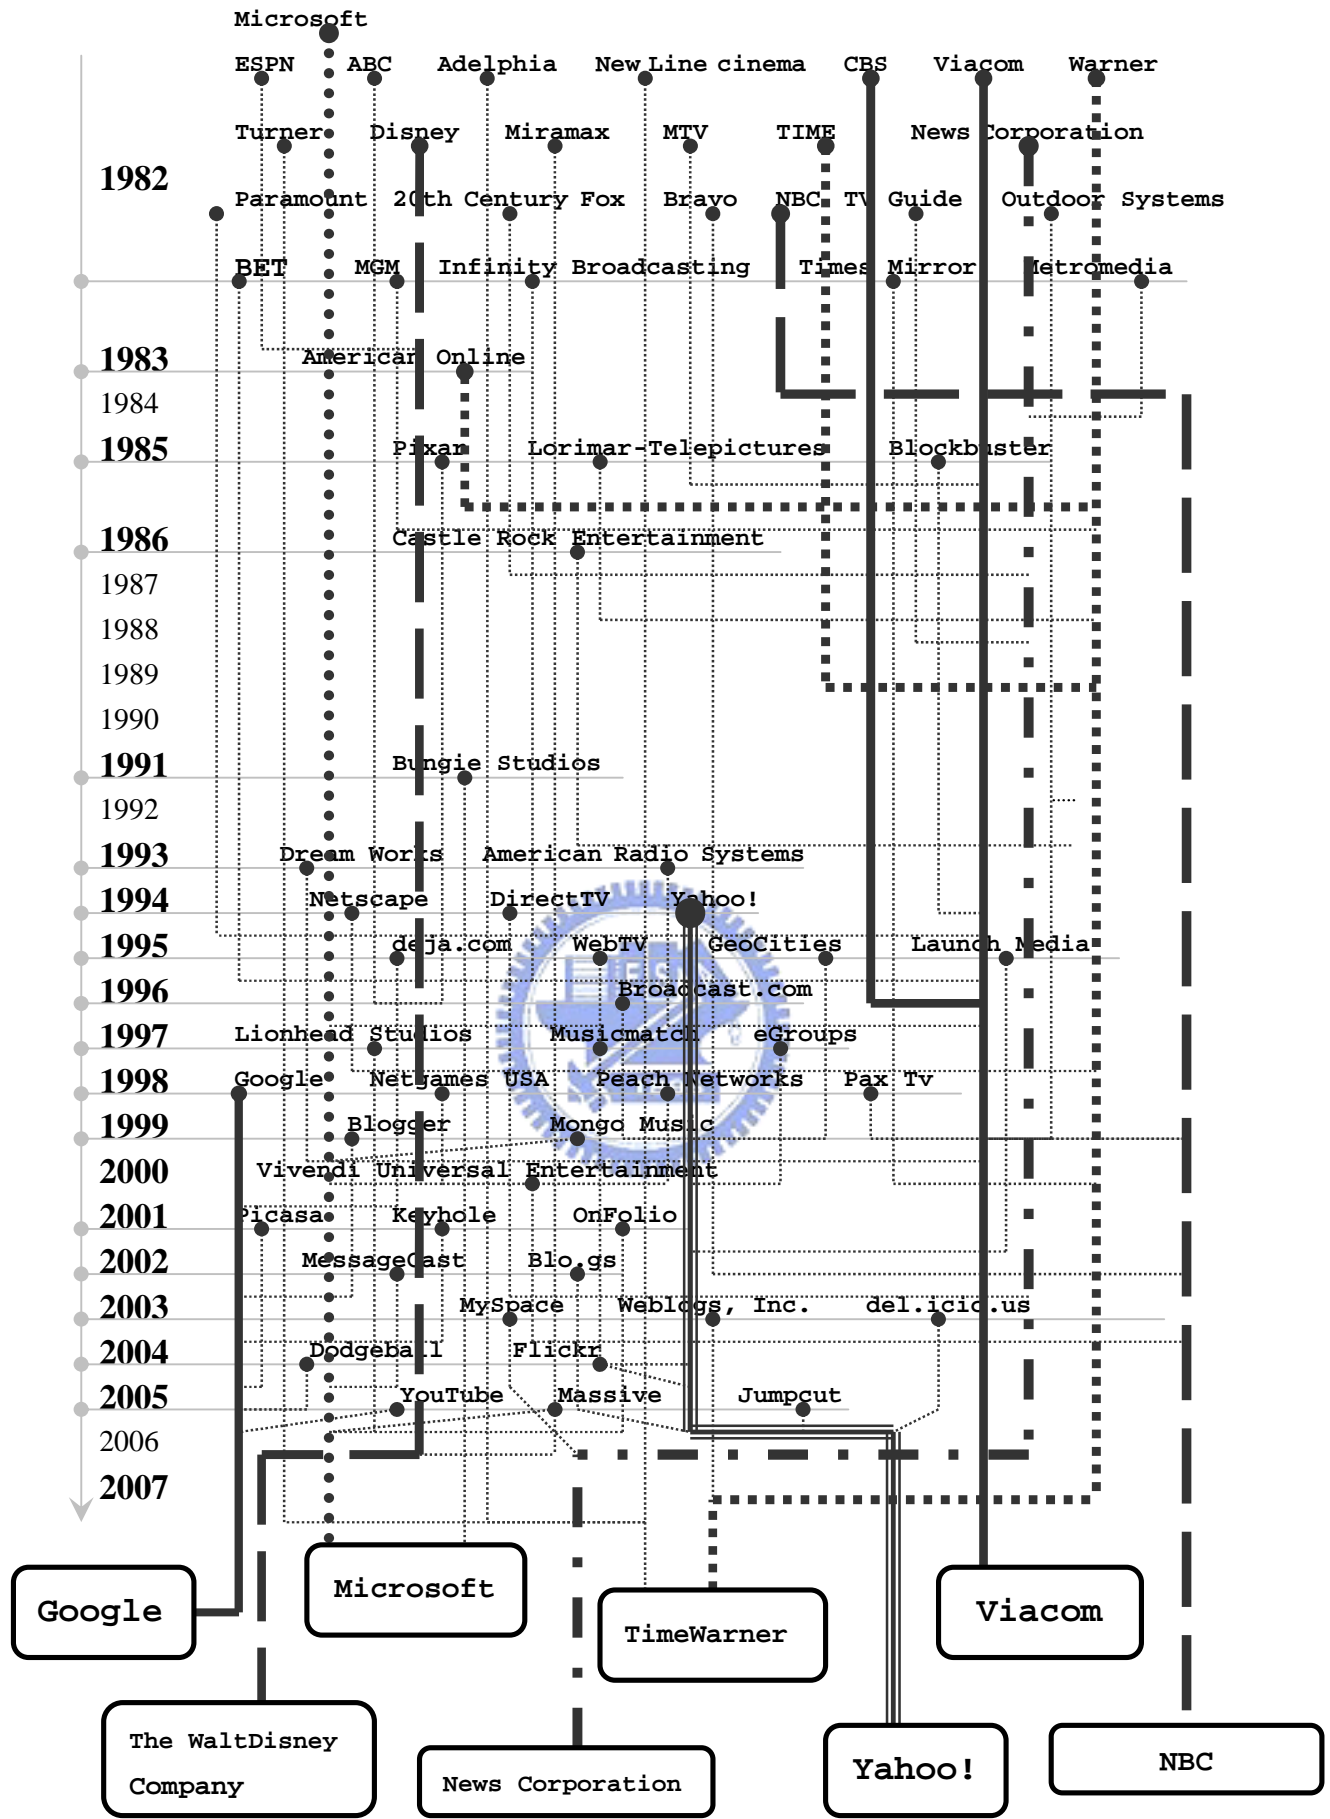 Microsoft
ESPN ABC Adelphia New Line cinema CBS Viacom Warner
Turner Disney Miramax MTV TIME News Corporation
1982
Paramount 20th Century Fox Bravo NBC TV Guide Outdoor Systems
BET MGM Infinity Broadcasting Times Mirror Metromedia
1983 American Online
1984
1985 Pixar Lorimar-Telepictures Blockbuster
1986 Castle Rock Entertainment
1987
1988
1989
1990
1991 Bungie Studios
1992
1993 Dream Works American Radio Systems
1994 Netscape DirectTV Yahoo!
1995 deja.com WebTV GeoCities Launch Media
1996 Broadcast.com
1997 Lionhead Studios Musicmatch eGroups
1998 Google Netgames USA Peach Networks Pax Tv
1999 Blogger Mongo Music
2000 Vivendi Universal Entertainment
2001 Picasa Keyhole OnFolio
2002 MessageCast Blo.gs
2003 MySpace Weblogs, Inc. del.icio.us
2004 Dodgeball Flickr
2005 YouTube Massive Jumpcut
2006
2007
Google
Microsoft
TimeWarner
Viacom
The WaltDisney
Company
News Corporation
Yahoo!
NBC